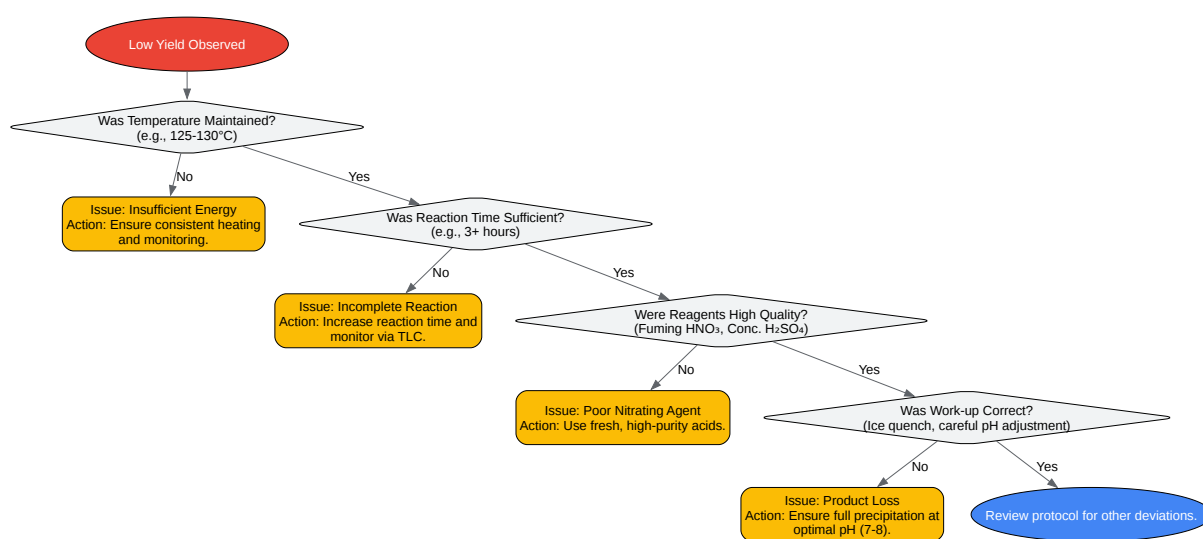 Low Yield Observed
Was Temperature Maintained?
(e.g., 125-130°C)
No
Yes
Issue: Insufficient Energy
Action: Ensure consistent heating
and monitoring.
Was Reaction Time Sufficient?
(e.g., 3+ hours)
No
Yes
Issue: Incomplete Reaction
Action: Increase reaction time and
monitor via TLC.
Were Reagents High Quality?
(Fuming HNO₃, Conc. H₂SO₄)
No
Yes
Issue: Poor Nitrating Agent
Action: Use fresh, high-purity acids.
Was Work-up Correct?
(Ice quench, careful pH adjustment)
No
Yes
Issue: Product Loss
Action: Ensure full precipitation at
optimal pH (7-8).
Review protocol for other deviations.